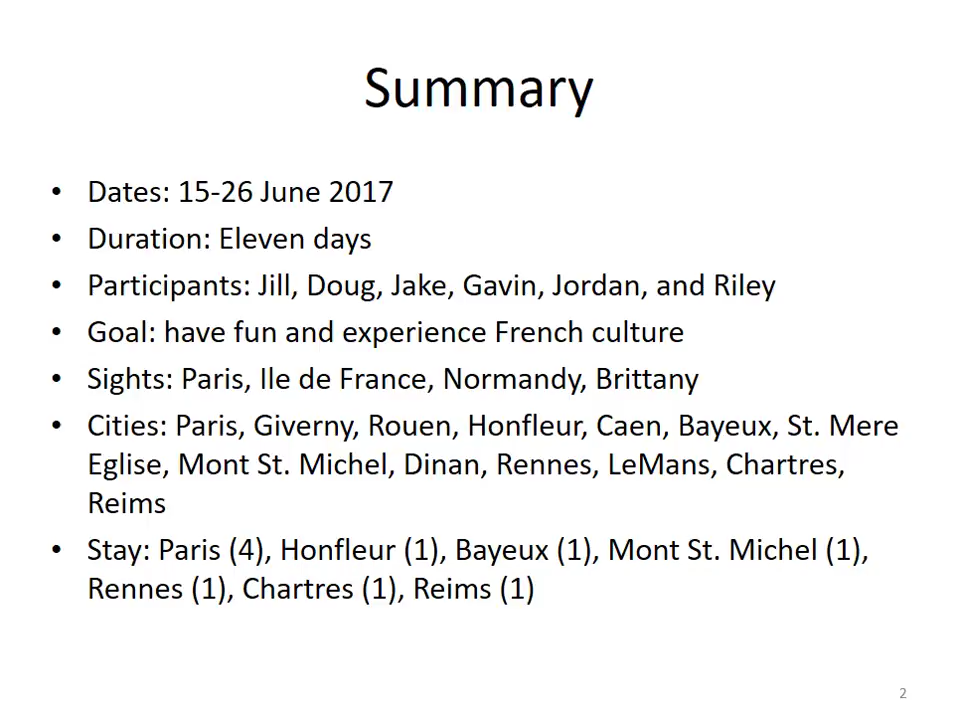 Summary
• Dates: 15-26 June 2017
• Duration: Eleven days
• Participants: Jill, Doug, Jake, Gavin, Jordan, and Riley
• Goal: have fun and experience French culture
• Sights: Paris, Ile de France, Normandy, Brittany
• Cities: Paris, Giverny, Rouen, Honfleur, Caen, Bayeux, St. Mere
Eglise, Mont St. Michel, Dinan, Rennes, LeMans, Chartres,
Reims
• Stay: Paris (4), Honfleur (1), Bayeux (1), Mont St. Michel (1),
Rennes (1), Chartres (1), Reims (1)
2